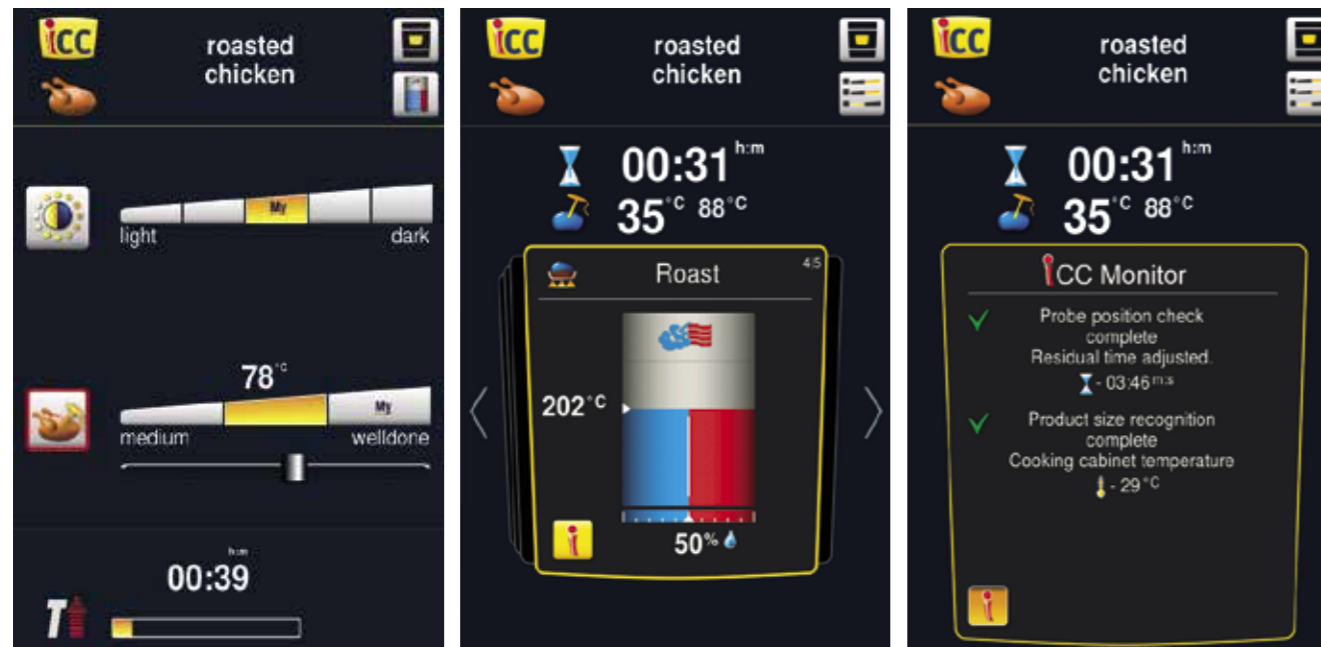 iCC
roasted
chicken
My
light dark
78°C
My
medium welldone
h:m
00:39
T
iCC
roasted
chicken
00:31 h:m
35°C 88°C
Roast 4:5
202°C
i
50%
iCC
roasted
chicken
00:31 h:m
35°C 88°C
iCC Monitor
Probe position check
complete
Residual time adjusted.
- 03:46 m:s
Product size recognition
complete
Cooking cabinet temperature
- 29°C
i